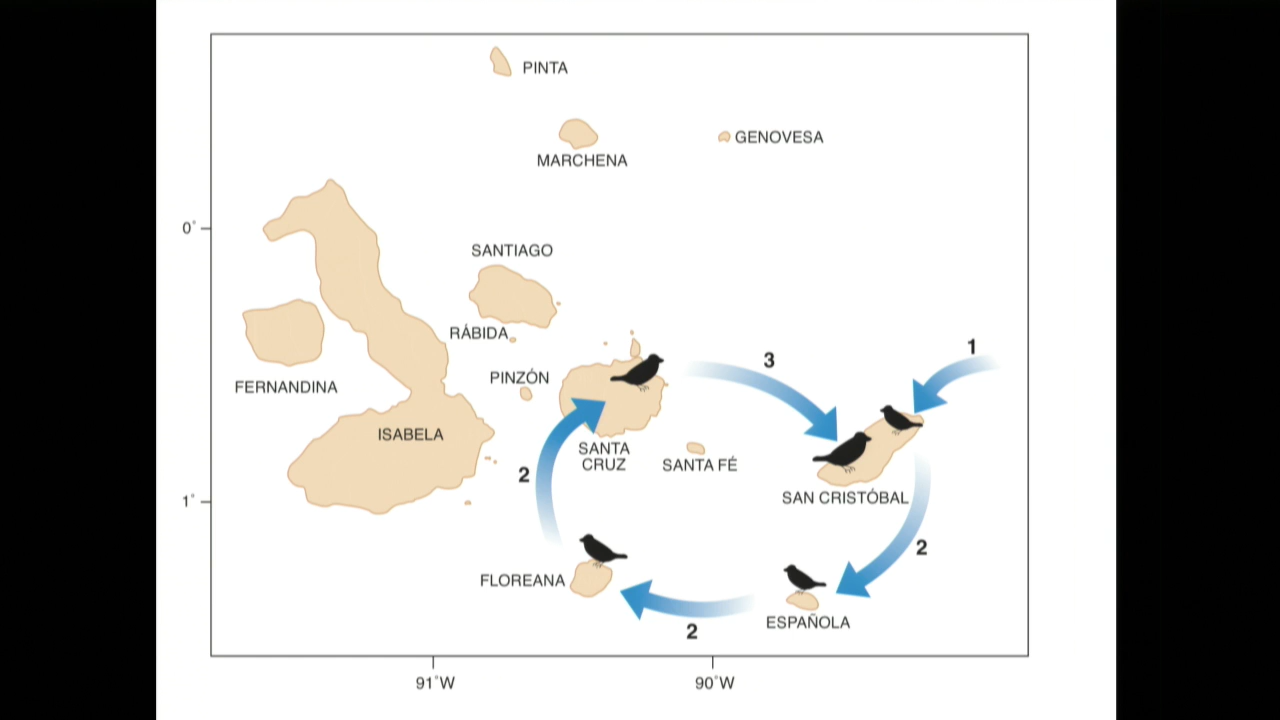 PINTA
GENOVESA
MARCHENA
0°
SANTIAGO
RÁBIDA
1
3
PINZÓN
FERNANDINA
ISABELA
SANTA
CRUZ
SANTA FÉ
2
SAN CRISTÓBAL
1°
2
FLOREANA
ESPAÑOLA
2
91°W
90°W